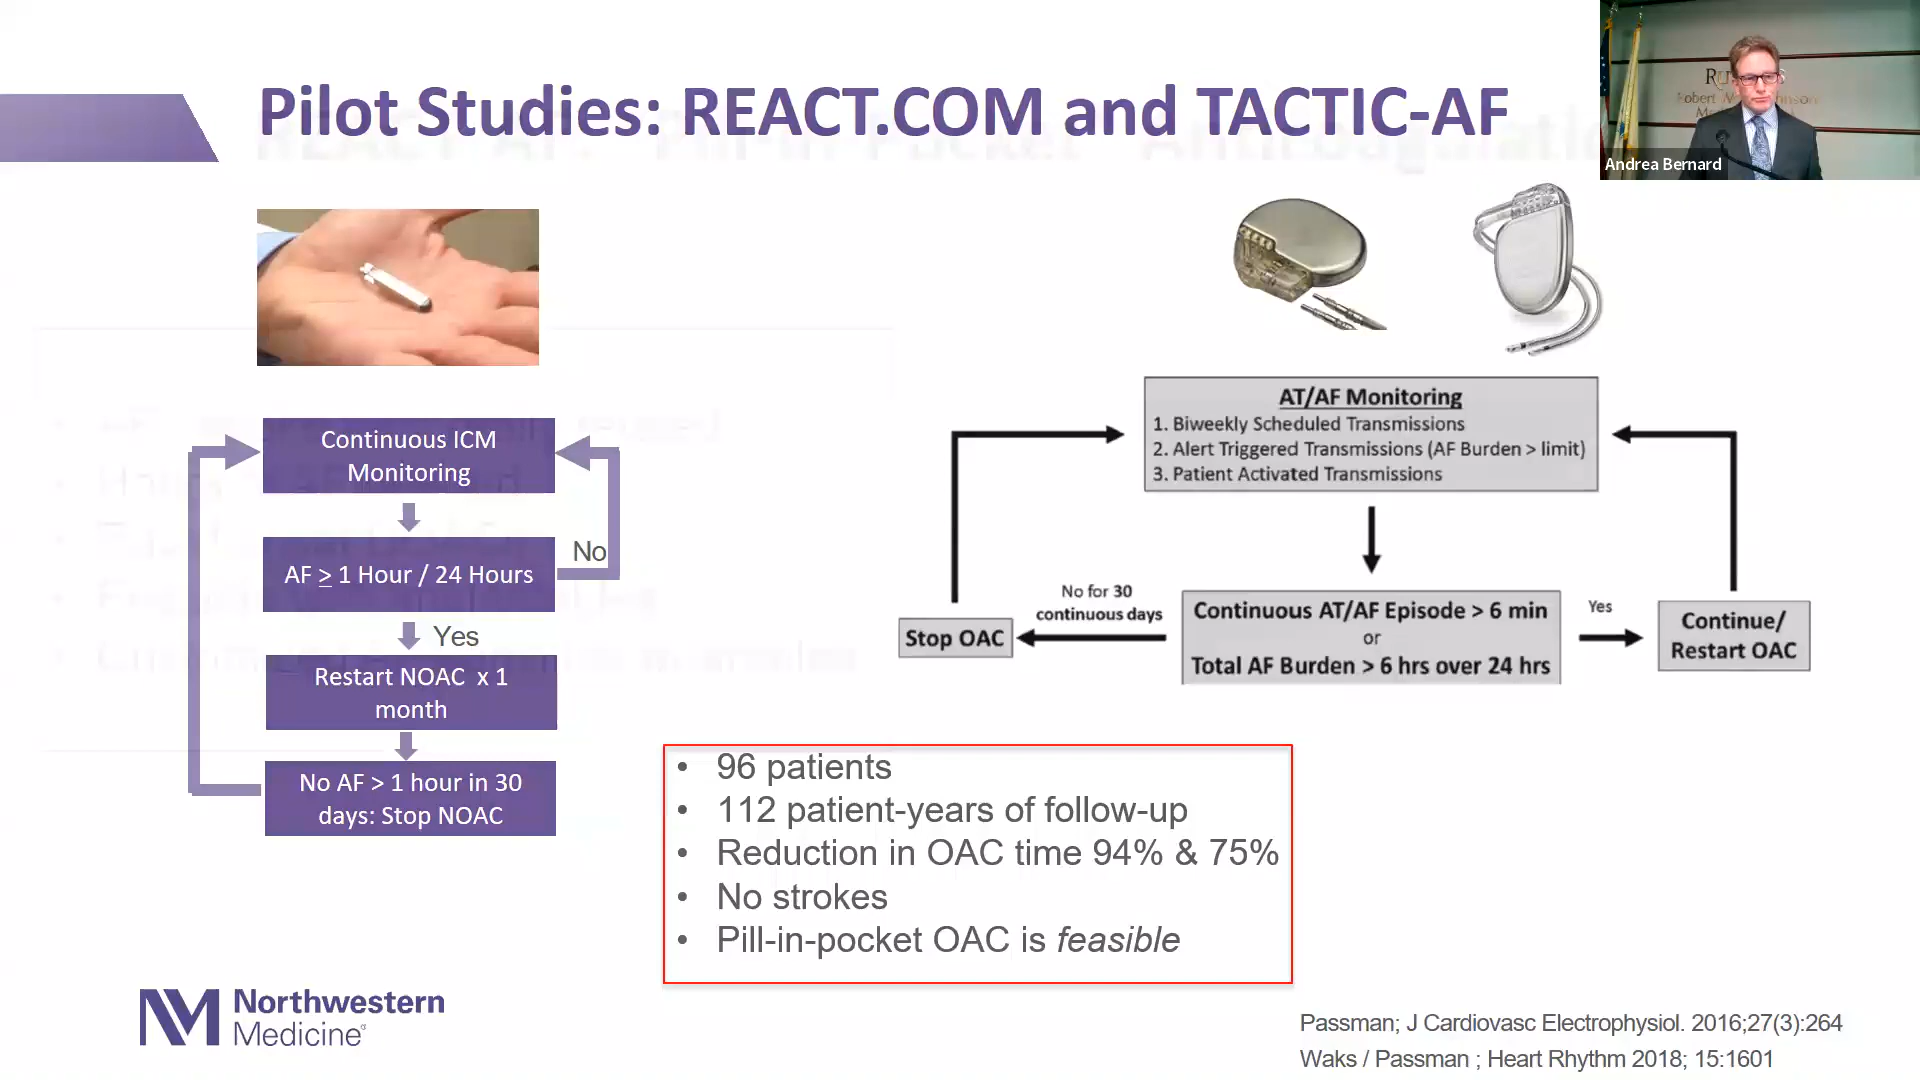 Pilot Studies: REACT.COM and TACTIC-AF
Andrea Bernard
Continuous ICM
Monitoring
AF > 1 Hour / 24 Hours
No
Yes
Restart NOAC x 1
month
No AF > 1 hour in 30
days: Stop NOAC
AT/AF Monitoring
1. Biweekly Scheduled Transmissions
2. Alert Triggered Transmissions (AF Burden > limit)
3. Patient Activated Transmissions
No for 30
continuous days
Stop OAC
Continuous AT/AF Episode > 6 min
or
Total AF Burden > 6 hrs over 24 hrs
Yes
Continue/
Restart OAC
• 96 patients
• 112 patient-years of follow-up
• Reduction in OAC time 94% & 75%
• No strokes
• Pill-in-pocket OAC is feasible
Northwestern
Medicine
Passman; J Cardiovasc Electrophysiol. 2016;27(3):264
Waks / Passman ; Heart Rhythm 2018; 15:1601